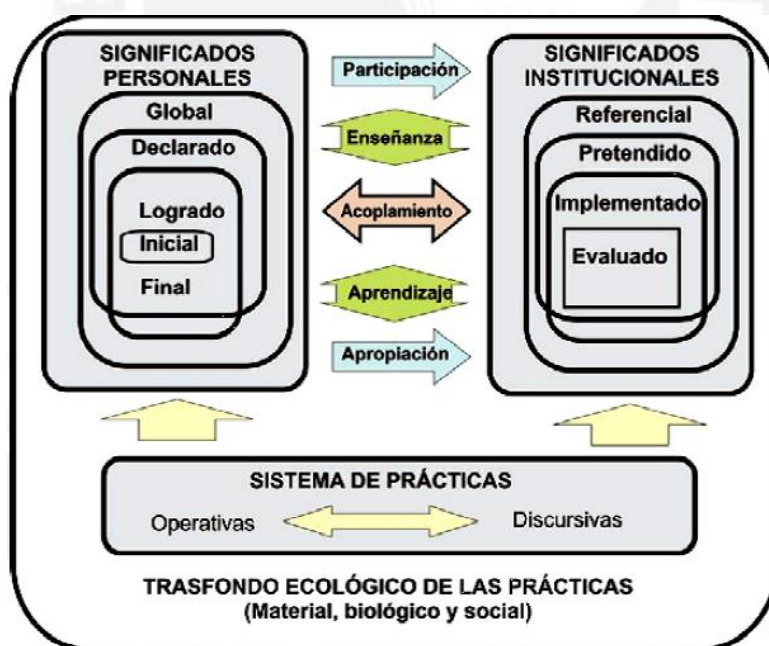 SIGNIFICADOS
PERSONALES
Global
Declarado
Logrado
Inicial
Final
Participación
Enseñanza
Acoplamiento
Aprendizaje
Apropiación
SIGNIFICADOS
INSTITUCIONALES
Referencial
Pretendido
Implementado
Evaluado
SISTEMA DE PRÁCTICAS
Operativas
Discursivas
TRASFONDO ECOLÓGICO DE LAS PRÁCTICAS
(Material, biológico y social)